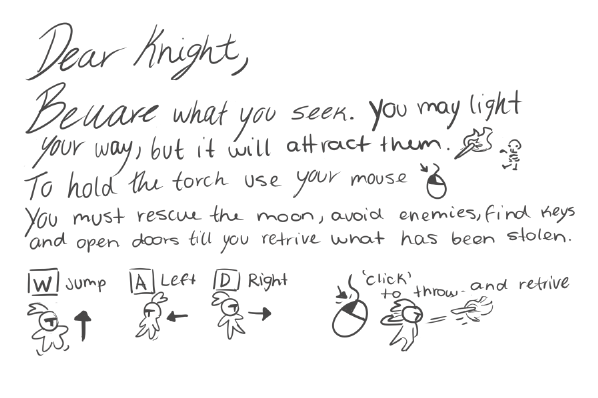 Dear Knight,
Beware what you seek. You may light
your way, but it will attract them.
To hold the torch use your mouse
You must rescue the moon, avoid enemies, find keys
and open doors till you retrive what has been stolen.
W Jump A Left D Right 'click' to throw and retrive